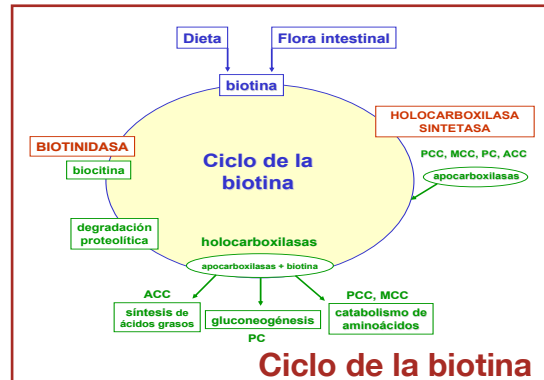 Dieta
Flora intestinal
biotina
HOLOCARBOXILASA
SINTETASA
BIOTINIDASA
biocitina
PCC, MCC, PC, ACC
apocarboxilasas
Ciclo de la
biotina
degradación
proteolítica
holocarboxilasas
apocarboxilasas + biotina
ACC
síntesis de
ácidos grasos
gluconeogénesis
PC
PCC, MCC
catabolismo de
aminoácidos
Ciclo de la biotina